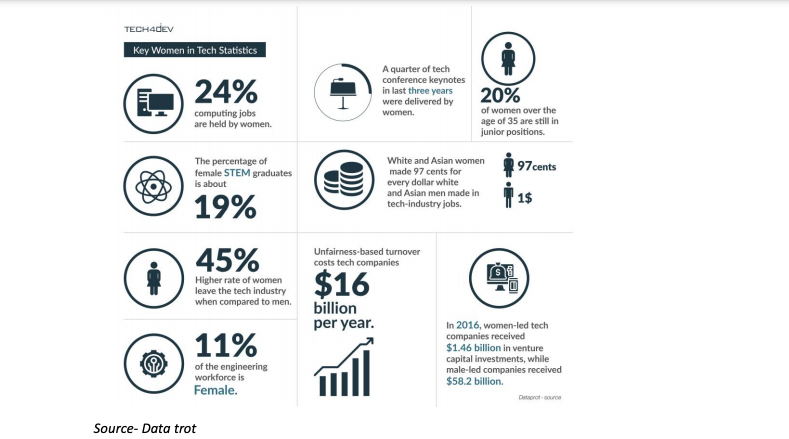 TECH4DEV
Key Women in Tech Statistics
24%
computing jobs
are held by women.
A quarter of tech
conference keynotes
in last three years
were delivered by
women.
20%
of women over the
age of 35 are still in
junior positions.
The percentage of
female STEM graduates
is about
19%
White and Asian women
made 97 cents for
every dollar white
and Asian men made in
tech-industry jobs.
97cents
1$
45%
Higher rate of women
leave the tech industry
when compared to men.
Unfairness-based turnover
costs tech companies
$16
billion
per year.
11%
of the engineering
workforce is
Female.
$
In 2016, women-led tech
companies received
$1.46 billion in venture
capital investments, while
male-led companies received
$58.2 billion.
Dataprot - source
Source- Data trot